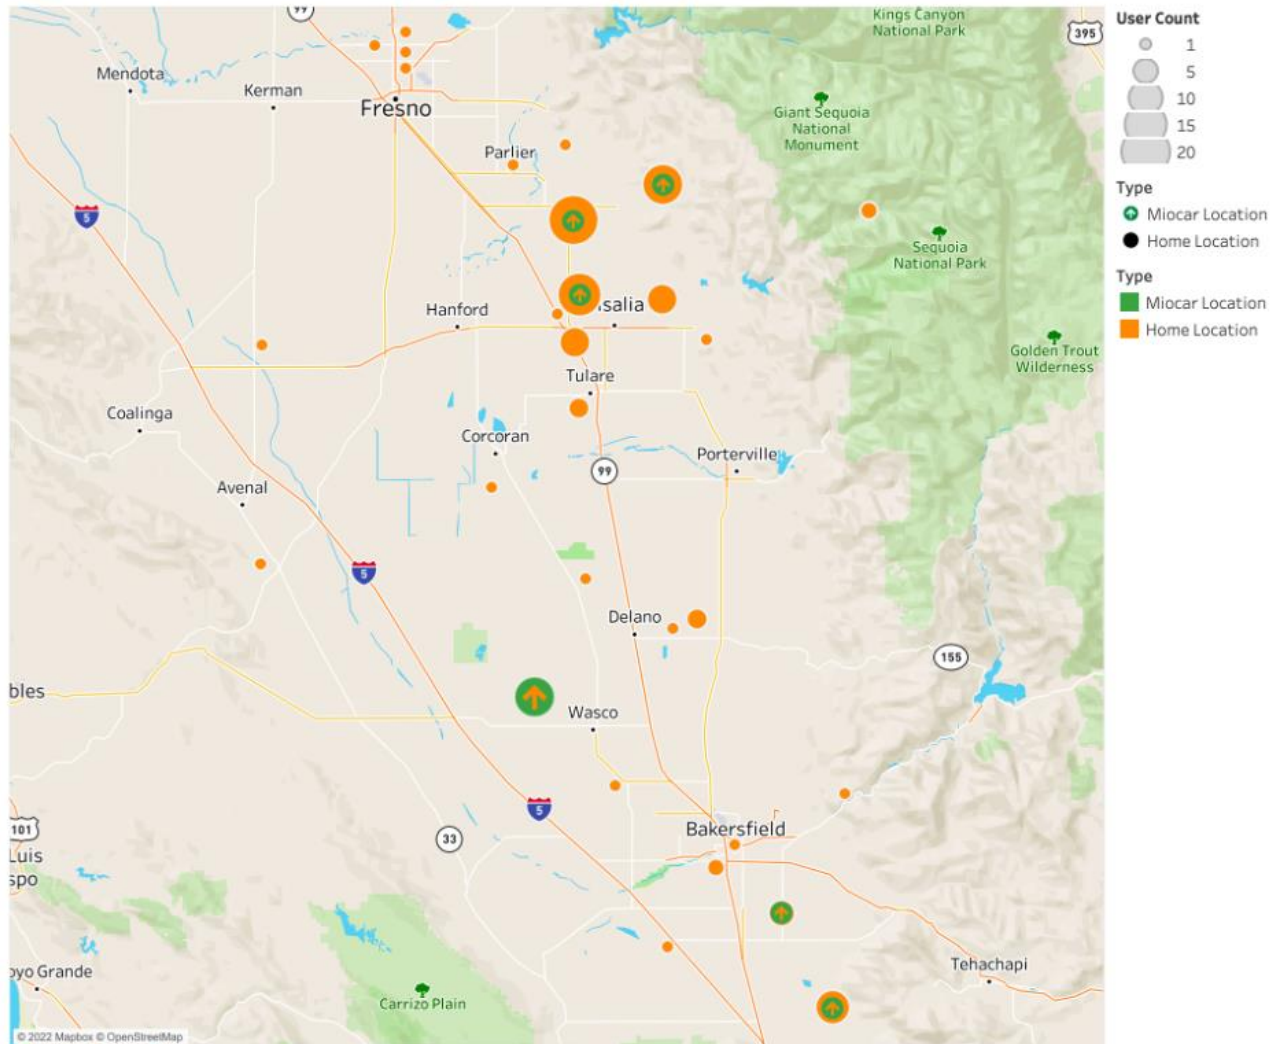 99
Kings Canyon
National Park
395
Mendota
Kerman
Fresno
Giant Sequoia
National
Monument
Parlier
5
Sequoia
National Park
Hanford
isalia
Golden Trout
Wilderness
Tulare
Coalinga
Corcoran
Porterville
99
Avenal
5
Delano
155
bles
Wasco
5
Bakersfield
101
33
Luis
spo
Tehachapi
oyo Grande
Carrizo Plain
© 2022 Mapbox © OpenStreetMap
User Count
1
5
10
15
20
Type
Miocar Location
Home Location
Type
Miocar Location
Home Location